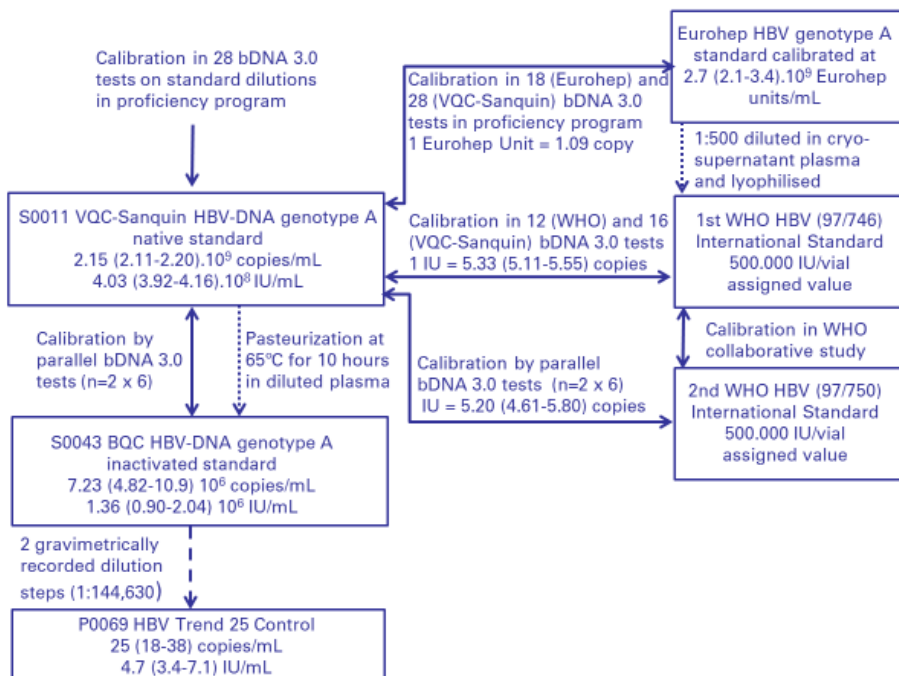 Calibration in 28 bDNA 3.0
tests on standard dilutions
in proficiency program
Calibration in 18 (Eurohep) and
28 (VQC-Sanquin) bDNA 3.0
tests in proficiency program
1 Eurohep Unit = 1.09 copy
Eurohep HBV genotype A
standard calibrated at
2.7 (2.1-3.4).10⁹ Eurohep
units/mL
1:500 diluted in cryo-
supernatant plasma
and lyophilised
S0011 VQC-Sanquin HBV-DNA genotype A
native standard
2.15 (2.11-2.20).10⁹ copies/mL
4.03 (3.92-4.16).10⁸ IU/mL
Calibration in 12 (WHO) and 16
(VQC-Sanquin) bDNA 3.0 tests
1 IU = 5.33 (5.11-5.55) copies
1st WHO HBV (97/746)
International Standard
500.000 IU/vial
assigned value
Calibration by
parallel bDNA 3.0
tests (n=2 x 6)
Pasteurization at
65ºC for 10 hours
in diluted plasma
Calibration by parallel
bDNA 3.0 tests (n=2 x 6)
IU = 5.20 (4.61-5.80) copies
Calibration in WHO
collaborative study
2nd WHO HBV (97/750)
International Standard
500.000 IU/vial
assigned value
S0043 BQC HBV-DNA genotype A
inactivated standard
7.23 (4.82-10.9) 10⁶ copies/mL
1.36 (0.90-2.04) 10⁶ IU/mL
2 gravimetrically
recorded dilution
steps (1:144,630)
P0069 HBV Trend 25 Control
25 (18-38) copies/mL
4.7 (3.4-7.1) IU/mL